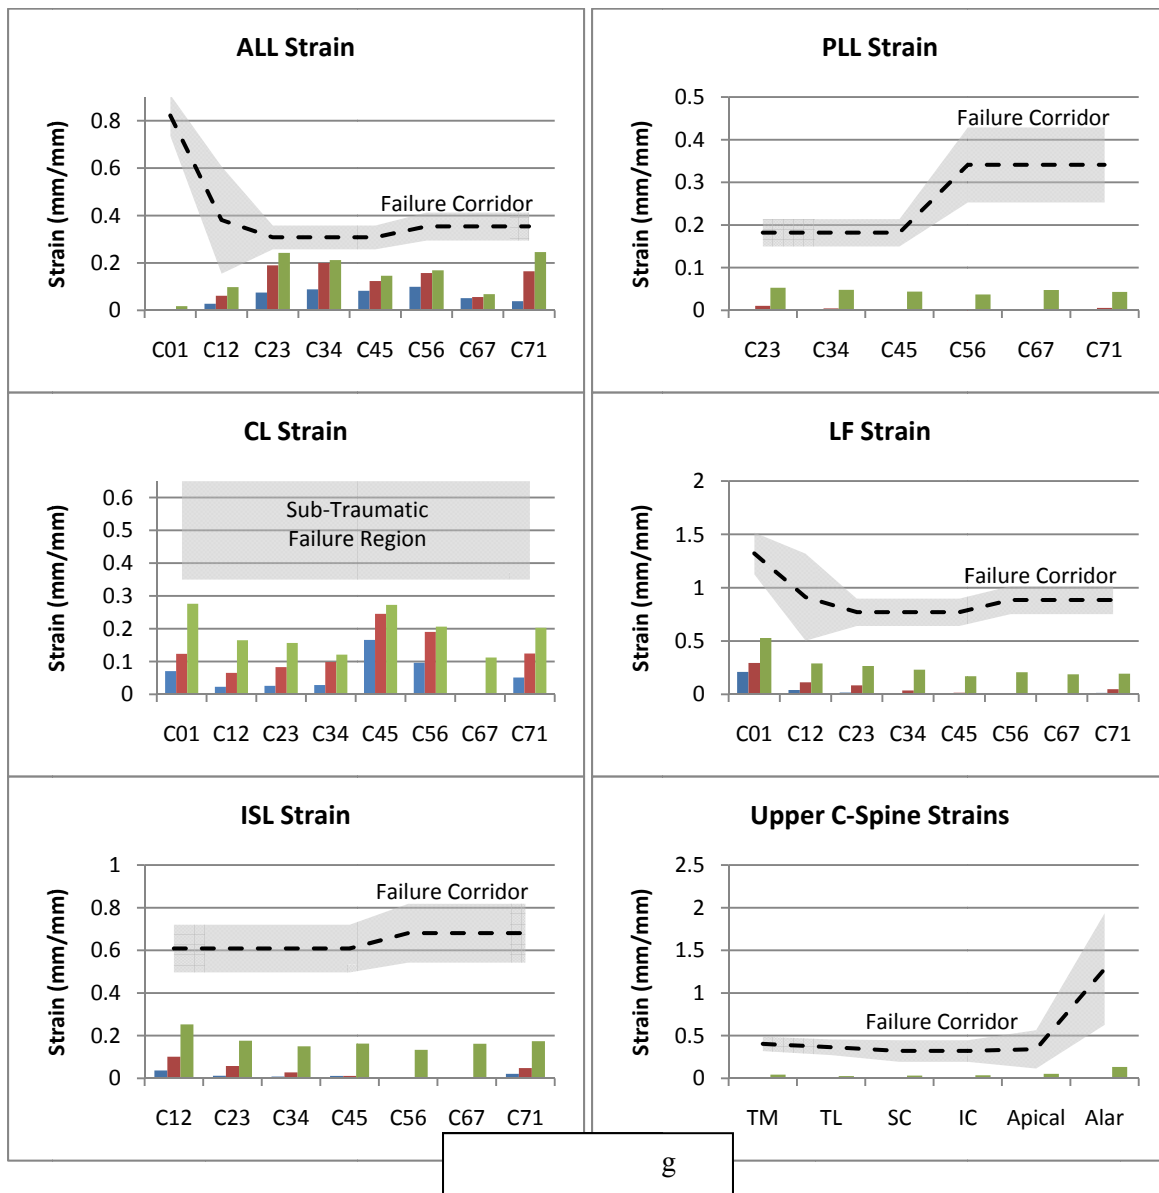 ALL Strain
Strain (mm/mm)
0.8
0.6
0.4
0.2
0
Failure Corridor
C01 C12 C23 C34 C45 C56 C67 C71
PLL Strain
Strain (mm/mm)
0.5
0.4
0.3
0.2
0.1
0
Failure Corridor
C23 C34 C45 C56 C67 C71
CL Strain
Strain (mm/mm)
0.6
0.5
0.4
0.3
0.2
0.1
0
Sub-Traumatic
Failure Region
C01 C12 C23 C34 C45 C56 C67 C71
LF Strain
Strain (mm/mm)
2
1.5
1
0.5
0
Failure Corridor
C01 C12 C23 C34 C45 C56 C67 C71
ISL Strain
Strain (mm/mm)
1
0.8
0.6
0.4
0.2
0
Failure Corridor
C12 C23 C34 C45 C56 C67 C71
Upper C-Spine Strains
Strain (mm/mm)
2.5
2
1.5
1
0.5
0
Failure Corridor
TM TL SC IC Apical Alar
g